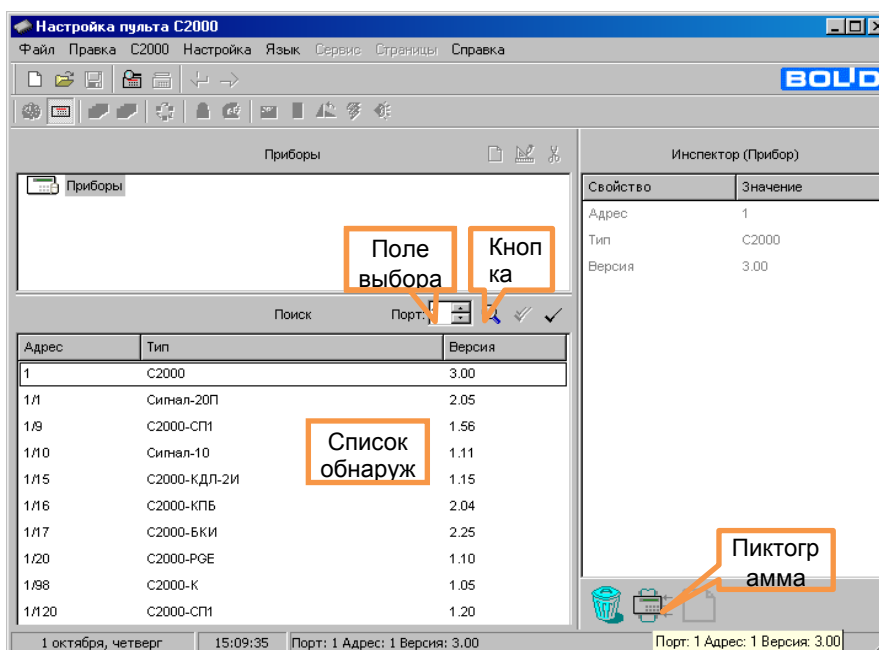 Настройка пульта С2000
Файл Правка С2000 Настройка Язык Сервис Страницы Справка
BOLID
Приборы
Инспектор (Прибор)
Приборы
Свойство Значение
Адрес 1
Тип С2000
Версия 3.00
Поле
выбора
Кноп
ка
Поиск Порт:
Адрес Тип Версия
1 С2000 3.00
1/1 Сигнал-20П 2.05
1/9 С2000-СП1 1.56
1/10 Сигнал-10 1.11
1/15 С2000-КДЛ-2И 1.15
1/16 С2000-КПБ 2.04
1/17 С2000-БКИ 2.25
1/20 С2000-PGE 1.10
1/98 С2000-К 1.05
1/120 С2000-СП1 1.20
Список
обнаруж
Пиктогр
амма
1 октября, четверг 15:09:35 Порт: 1 Адрес: 1 Версия: 3.00
Порт: 1 Адрес: 1 Версия: 3.00